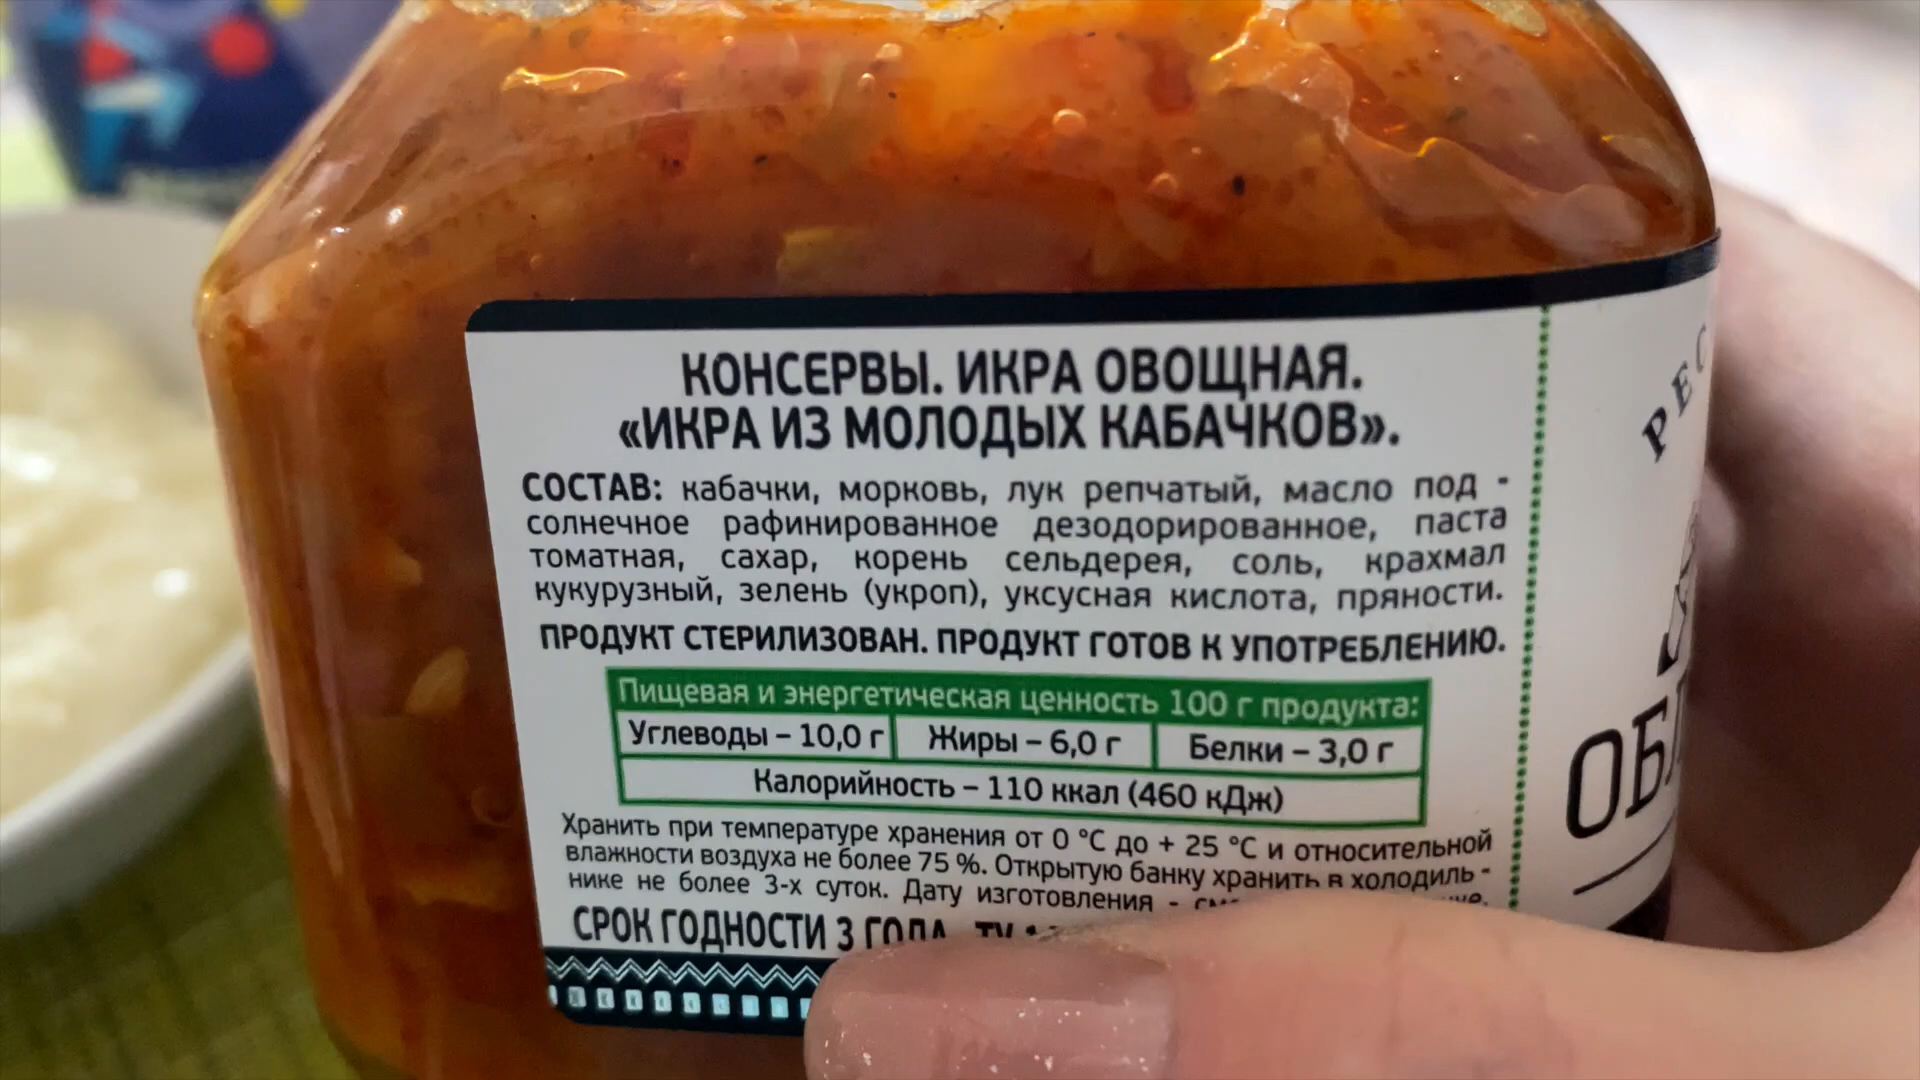 КОНСЕРВЫ. ИКРА ОВОЩНАЯ.
«ИКРА ИЗ МОЛОДЫХ КАБАЧКОВ».
СОСТАВ: кабачки, морковь, лук репчатый, масло под -
солнечное рафинированное дезодорированное, паста
томатная, сахар, корень сельдерея, соль, крахмал
кукурузный, зелень (укроп), уксусная кислота, пряности.
ПРОДУКТ СТЕРИЛИЗОВАН. ПРОДУКТ ГОТОВ К УПОТРЕБЛЕНИЮ.
Пищевая и энергетическая ценность 100 г продукта:
Углеводы – 10,0 г Жиры – 6,0 г Белки – 3,0 г
Калорийность – 110 ккал (460 кДж)
Хранить при температуре хранения от 0 °С до + 25 °С и относительной
влажности воздуха не более 75 %. Открытую банку хранить в холодиль -
нике не более 3-х суток. Дату изготовления -
СРОК ГОДНОСТИ 3 ГОДА. ТУ